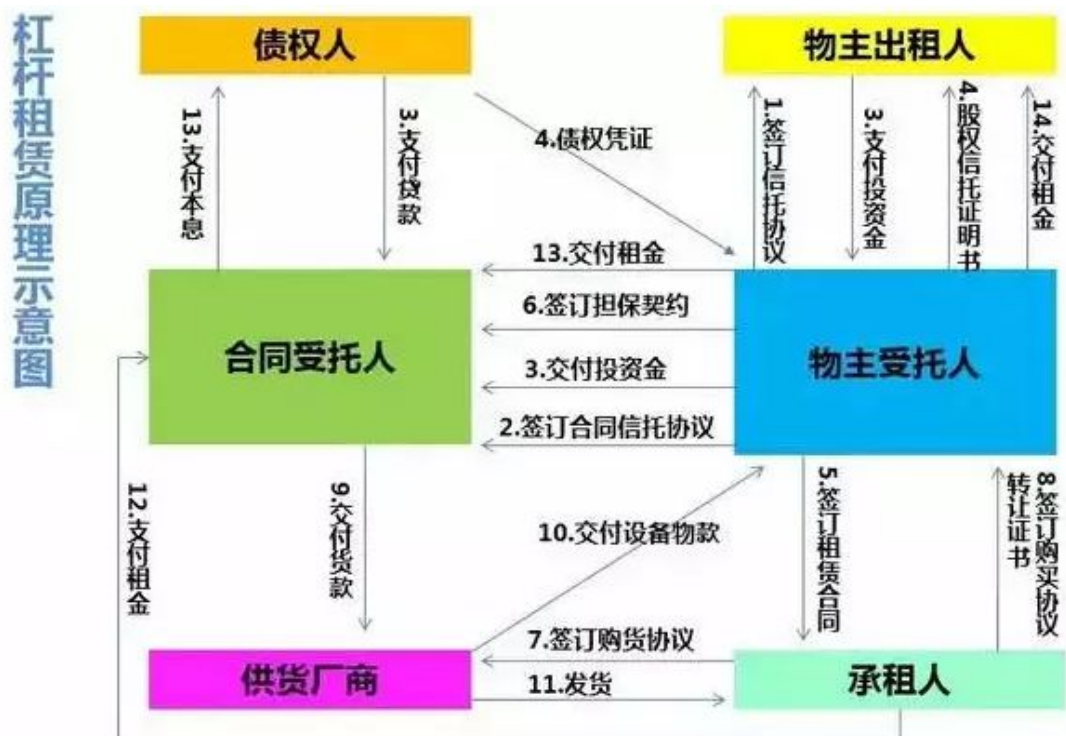 杠杆租赁原理示意图
债权人
物主出租人
13.支付本息
3.支付贷款
4.债权凭证
1.签订信托协议
3.支付投资金
4.股权信托证明书
14.交付租金
13.交付租金
6.签订担保契约
3.交付投资金
2.签订合同信托协议
合同受托人
物主受托人
12.支付租金
9.交付货款
10.交付设备物款
5.签订租赁合同
8.签订购买协议
转让证书
7.签订购货协议
11.发货
供货厂商
承租人